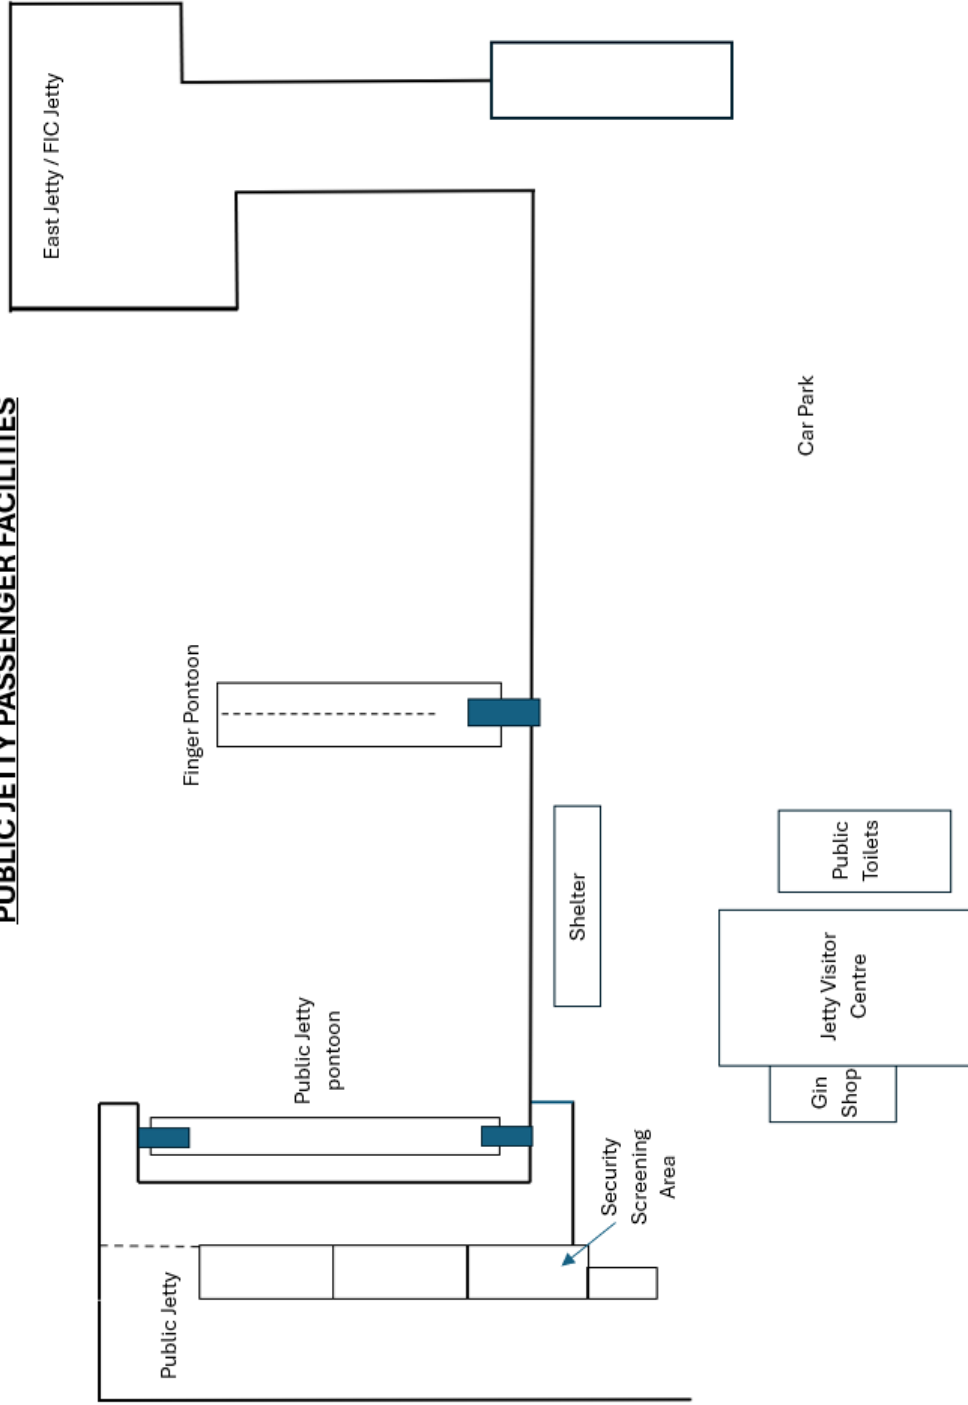 PUBLIC JETTY PASSENGER FACILITIES
East Jetty / FIC Jetty
Finger Pontoon
Public Jetty
pontoon
Public Jetty
Security
Screening
Area
Shelter
Car Park
Public
Toilets
Jetty Visitor
Centre
Gin
Shop